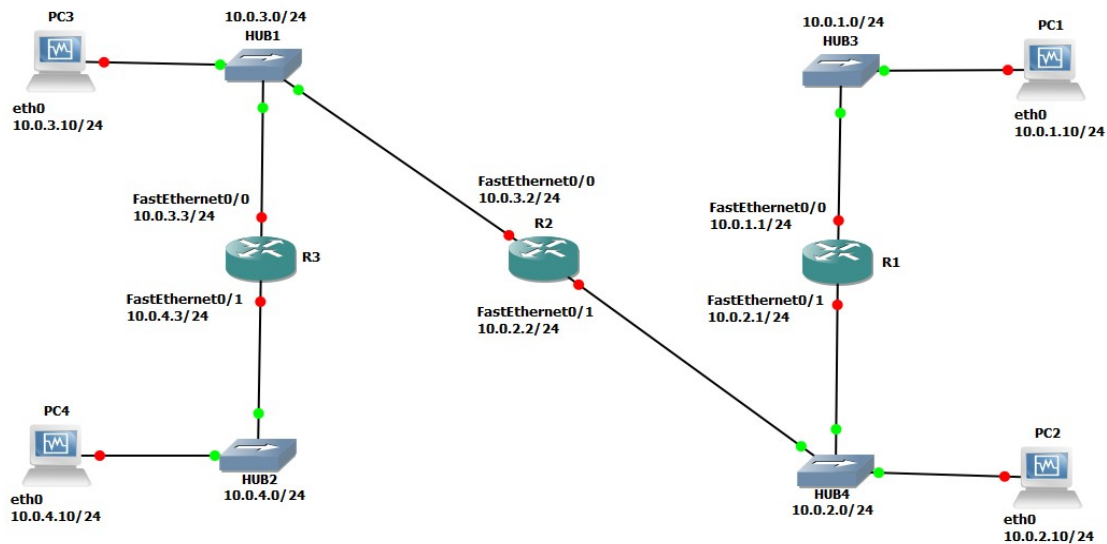 PC3
10.0.3.0/24
HUB1
eth0
10.0.3.10/24
10.0.1.0/24
HUB3
PC1
eth0
10.0.1.10/24
FastEthernet0/0
10.0.3.3/24
R3
FastEthernet0/1
10.0.4.3/24
FastEthernet0/0
10.0.3.2/24
R2
FastEthernet0/1
10.0.2.2/24
FastEthernet0/0
10.0.1.1/24
R1
FastEthernet0/1
10.0.2.1/24
PC4
eth0
10.0.4.10/24
HUB2
10.0.4.0/24
HUB4
10.0.2.0/24
PC2
eth0
10.0.2.10/24